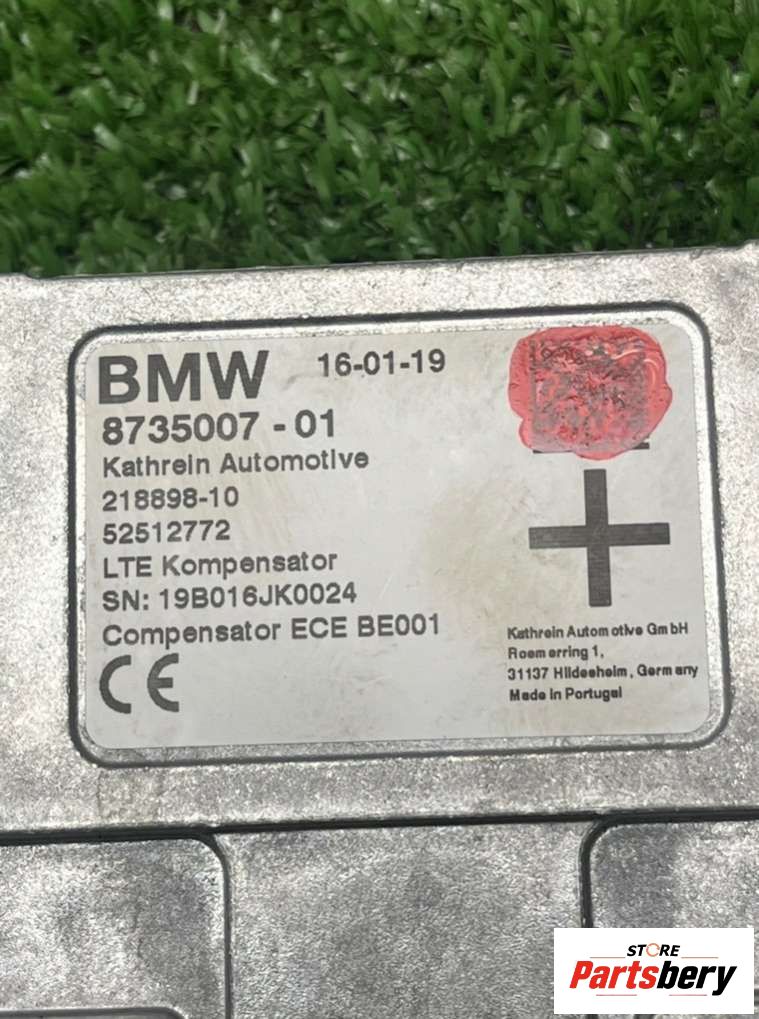 BMW 16-01-19
8735007 - 01
Kathrein Automotive
218898-10
52512772
LTE Kompensator
SN: 19B016JK0024
Compensator ECE BE001
CE
Kathrein Automotive GmbH
Roemerring 1,
31137 Hildesheim, Germany
Made in Portugal
STORE
Partsbery